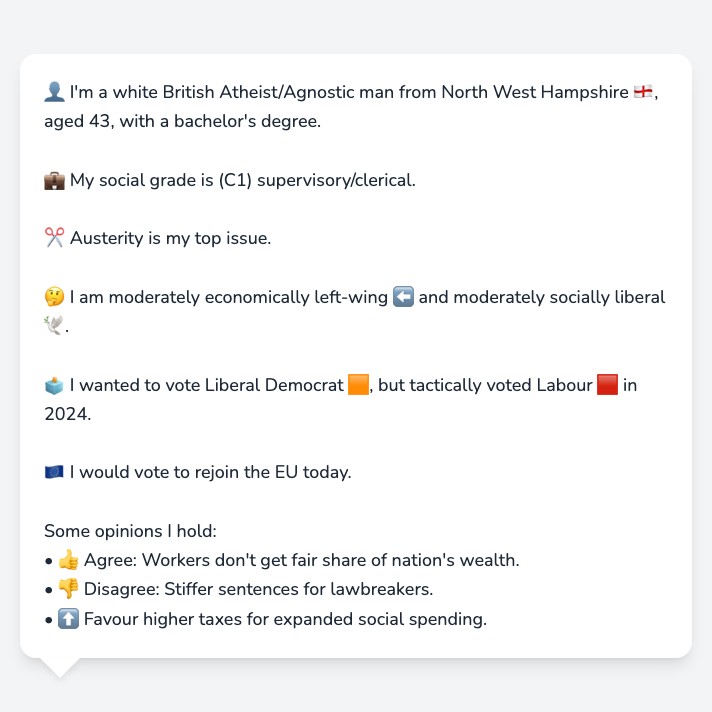 👤 I'm a white British Atheist/Agnostic man from North West Hampshire 🏴󠁧󠁢󠁥󠁮󠁧󠁿,
aged 43, with a bachelor's degree.
💼 My social grade is (C1) supervisory/clerical.
✂️ Austerity is my top issue.
🤔 I am moderately economically left-wing ⬅️ and moderately socially liberal
🕊️.
🗳️ I wanted to vote Liberal Democrat 🟧, but tactically voted Labour 🟥 in
2024.
🇪🇺 I would vote to rejoin the EU today.
Some opinions I hold:
• 👍 Agree: Workers don't get fair share of nation's wealth.
• 👎 Disagree: Stiffer sentences for lawbreakers.
• ⬆️ Favour higher taxes for expanded social spending.